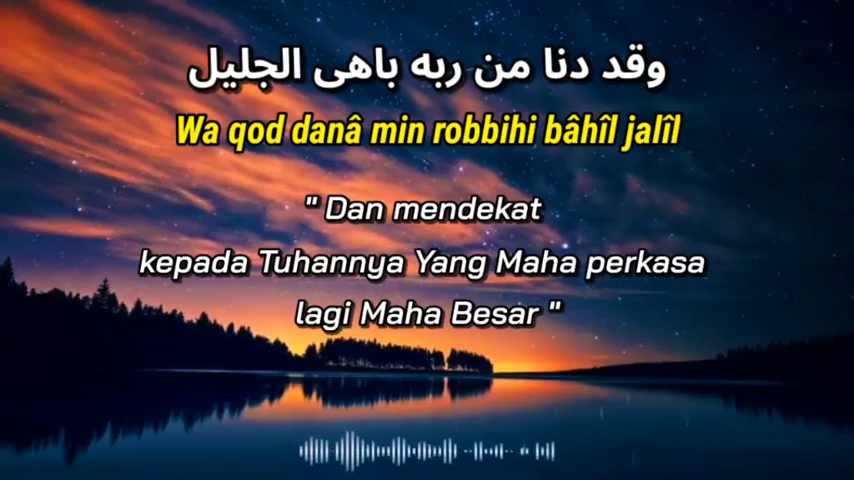 وقد دنا من ربه باهى الجليل
Wa qod danâ min robbihi bâhîl jalîl
" Dan mendekat
kepada Tuhannya Yang Maha perkasa
lagi Maha Besar "